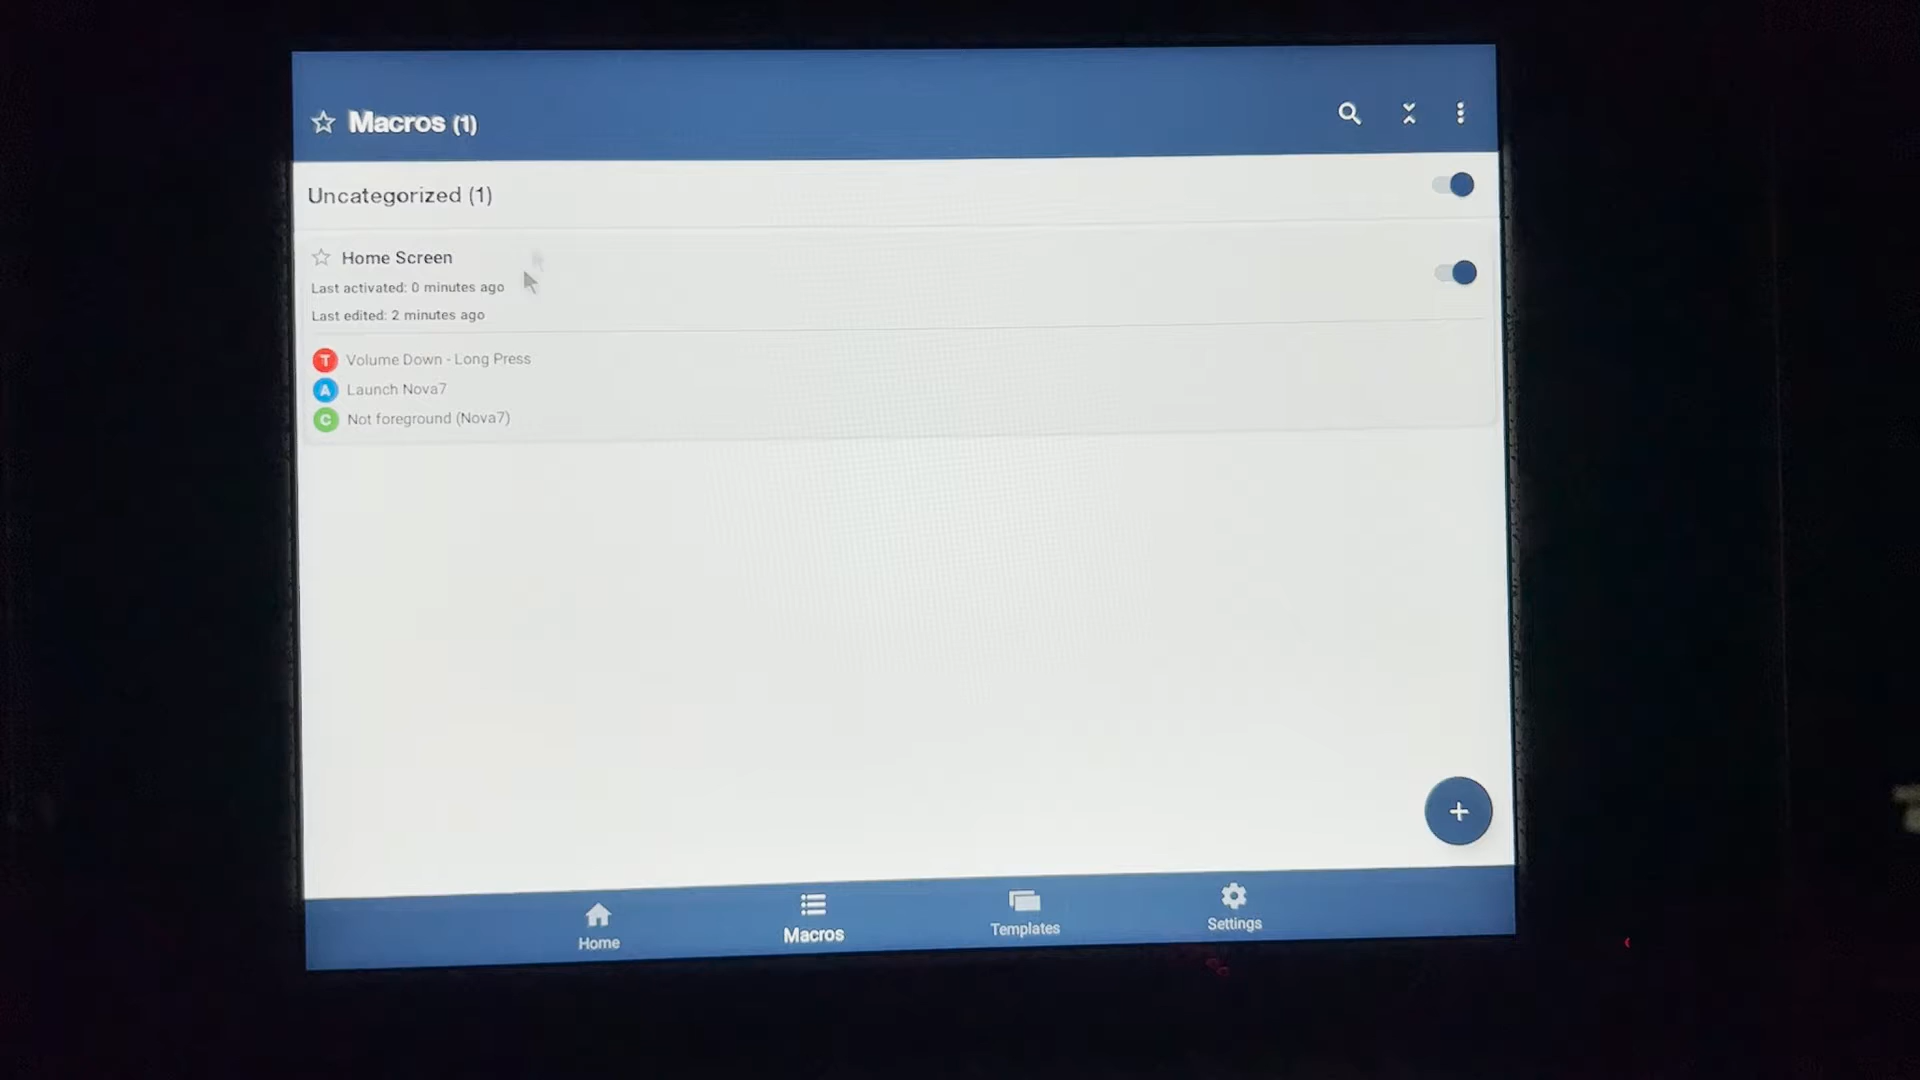 Macros (1)
Uncategorized (1)
Home Screen
Last activated: 0 minutes ago
Last edited: 2 minutes ago
T Volume Down - Long Press
A Launch Nova7
C Not foreground (Nova7)
+
Home
Macros
Templates
Settings